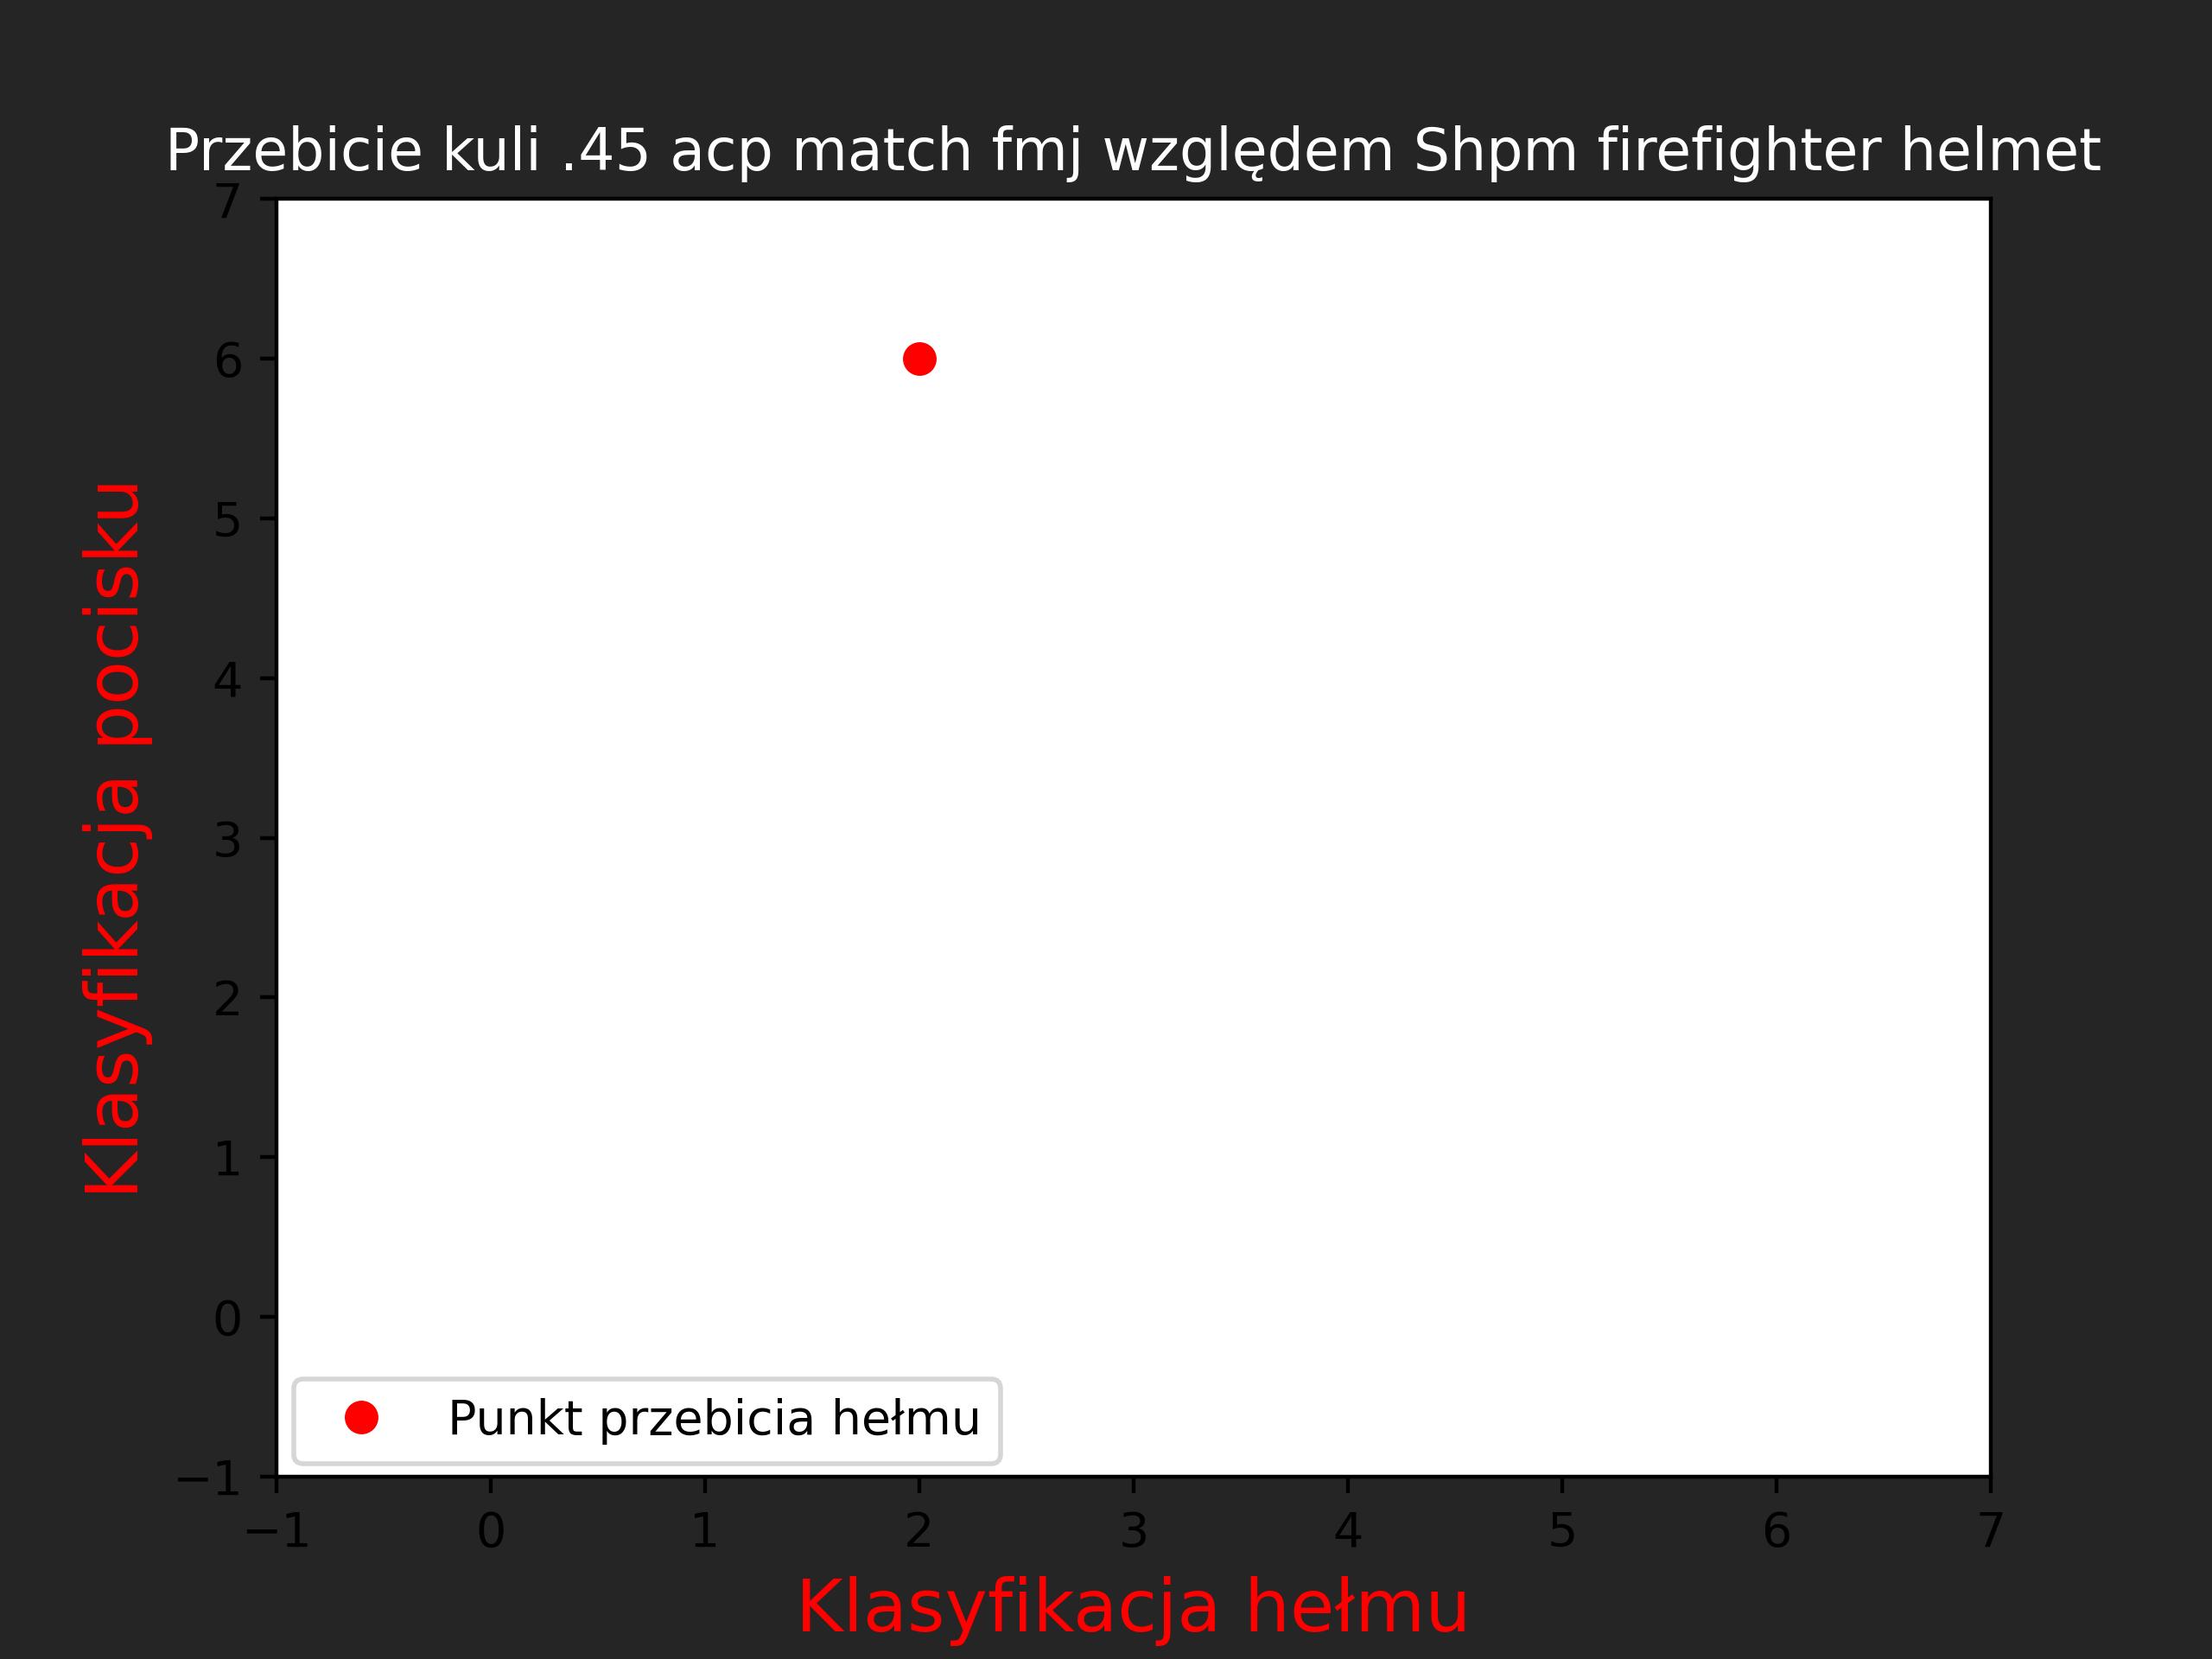 Przebicie kuli .45 acp match fmj względem Shpm firefighter helmet
7
6
5
4
3
2
1
0
−1
Klasyfikacja pocisku
Punkt przebicia hełmu
−1 0 1 2 3 4 5 6 7
Klasyfikacja hełmu